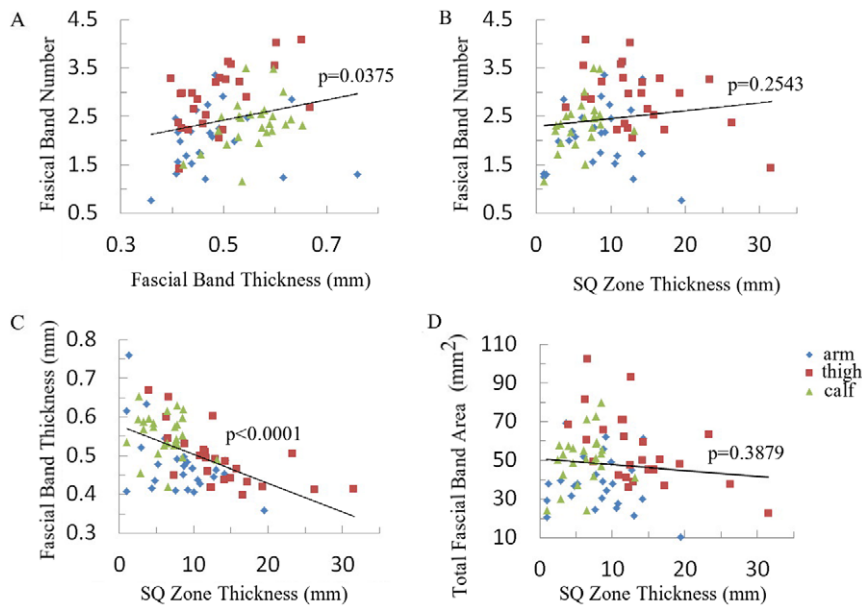 A
Fascial Band Number
4.5
3.5
2.5
1.5
0.5
p=0.0375
0.3
0.5
0.7
Fascial Band Thickness (mm)
B
Fasical Band Number
4.5
3.5
2.5
1.5
0.5
p=0.2543
0
10
20
30
SQ Zone Thickness (mm)
C
Fascial Band Thickness (mm)
0.8
0.7
0.6
0.5
0.4
0.3
p<0.0001
0
10
20
30
SQ Zone Thickness (mm)
D
Total Fascial Band Area (mm²)
110
90
70
50
30
10
p=0.3879
0
10
20
30
SQ Zone Thickness (mm)
arm
thigh
calf